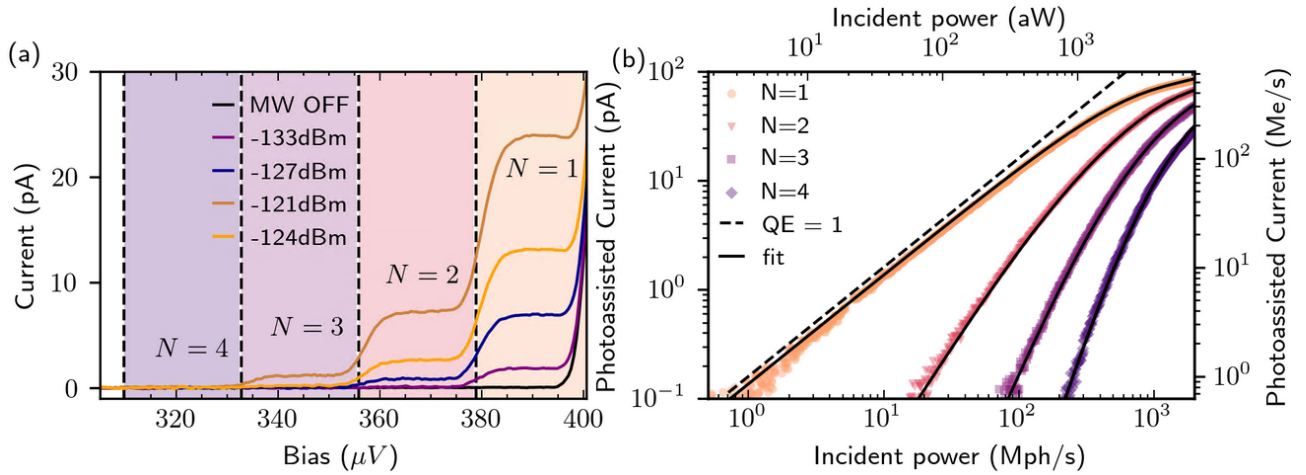 (a)
Current (pA)
30
20
10
0
MW OFF
-133dBm
-127dBm
-121dBm
-124dBm
N = 4
N = 3
N = 2
N = 1
320
340
360
380
400
Bias (μV)
(b)
Incident power (aW)
10¹
10²
10³
Photoassisted Current (pA)
10²
10¹
10⁰
10⁻¹
N=1
N=2
N=3
N=4
QE = 1
fit
10²
10¹
10⁰
Photoassisted Current (Me/s)
10⁰
10¹
10²
10³
Incident power (Mph/s)